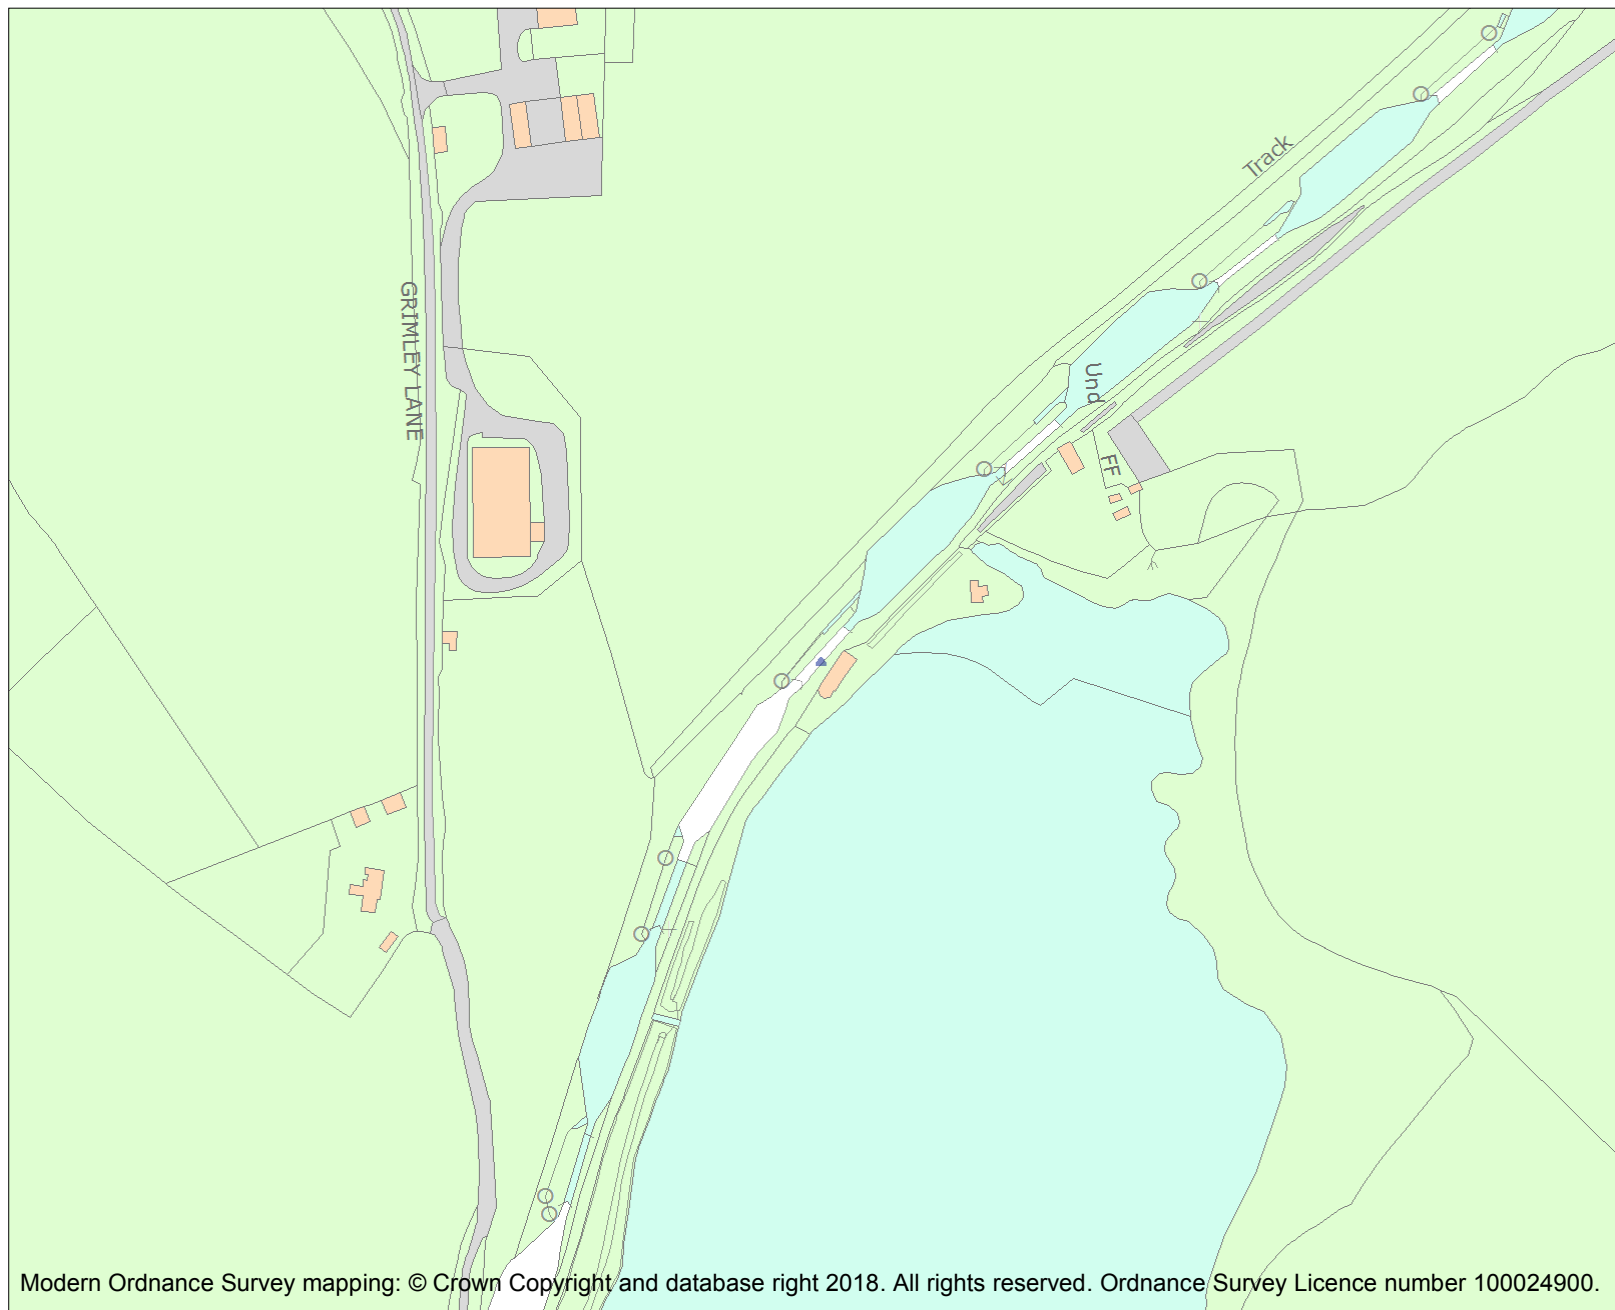 Track
GRIMLEY LANE
Und
FF
Modern Ordnance Survey mapping: © Crown Copyright and database right 2018. All rights reserved. Ordnance Survey Licence number 100024900.